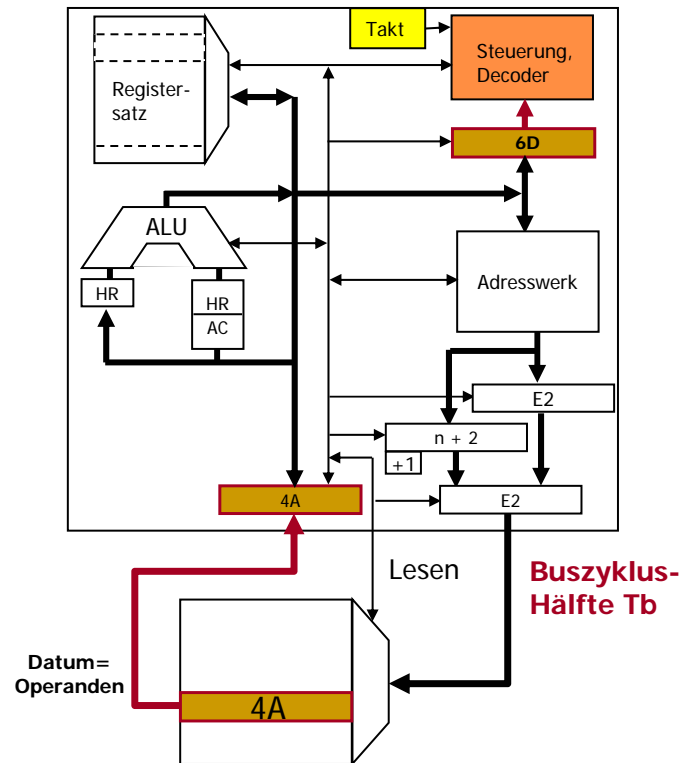 Takt
Steuerung,
Decoder
Register-
satz
6D
ALU
HR
HR
AC
Adresswerk
E2
n + 2
+1
4A
E2
Lesen
Buszyklus-
Hälfte Tb
Datum=
Operanden
4A